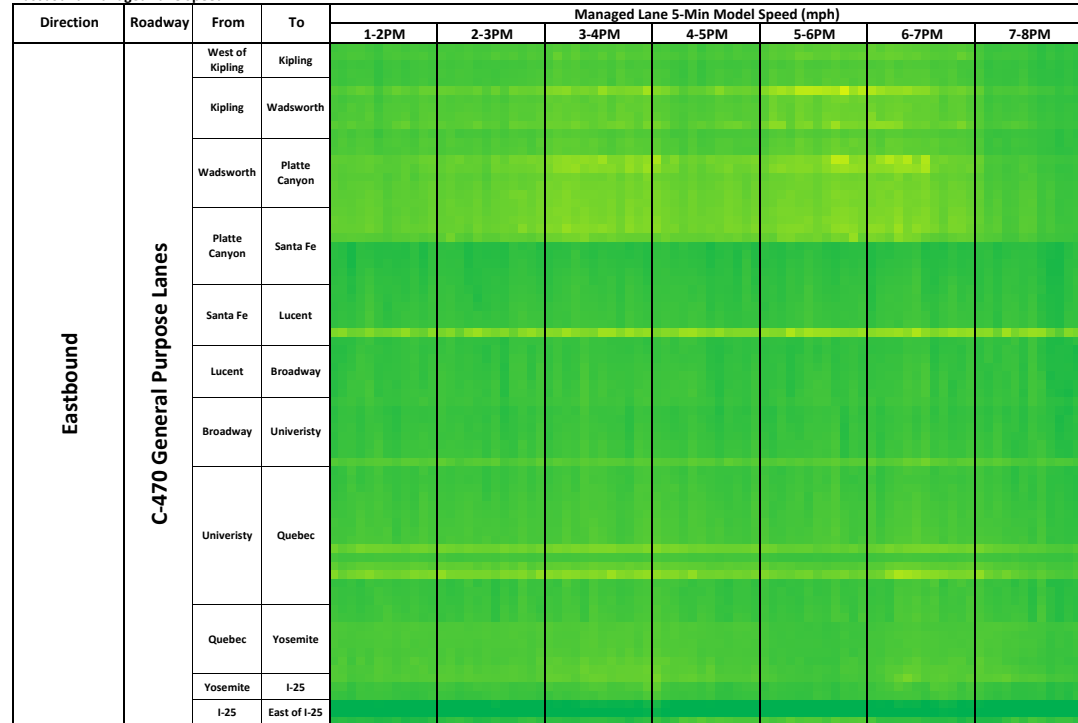 Direction Roadway From To Managed Lane 5-Min Model Speed (mph)
1-2PM 2-3PM 3-4PM 4-5PM 5-6PM 6-7PM 7-8PM
Eastbound
C-470 General Purpose Lanes
West of
Kipling
Kipling
Kipling Wadsworth
Wadsworth
Platte
Canyon
Platte
Canyon
Santa Fe
Santa Fe Lucent
Lucent Broadway
Broadway Univeristy
Univeristy Quebec
Quebec Yosemite
Yosemite I-25
I-25 East of I-25